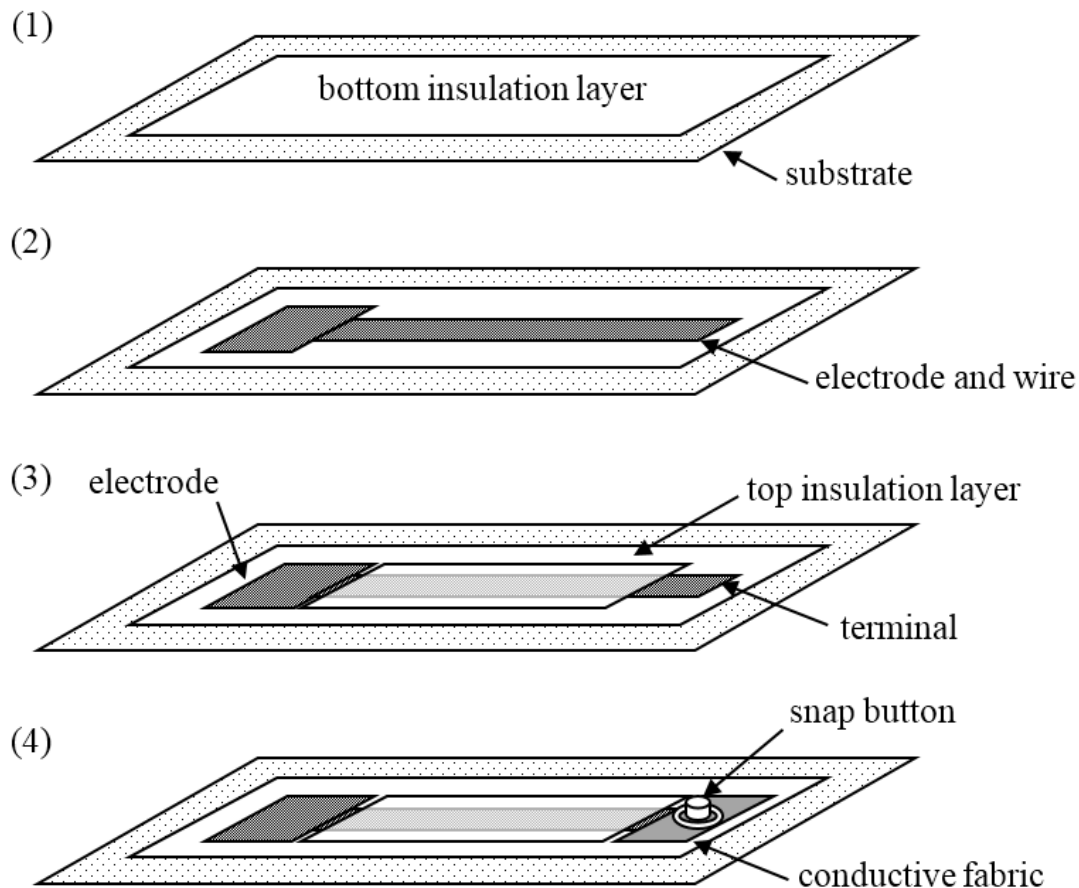 (1)
bottom insulation layer
substrate
(2)
electrode and wire
(3)
electrode
top insulation layer
terminal
(4)
snap button
conductive fabric